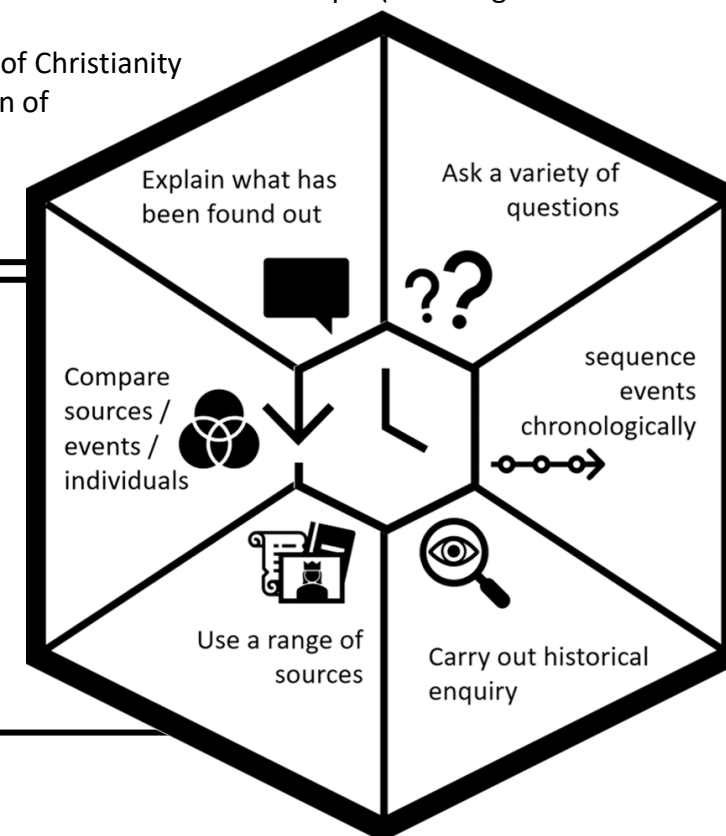 of Christianity
n of
Explain what has
been found out
Ask a variety of
questions
Compare
sources /
events /
individuals
sequence
events
chronologically
Use a range of
sources
Carry out historical
enquiry